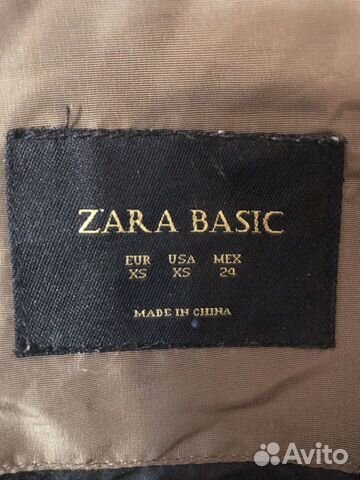 ZARA BASIC
EUR USA MEX
XS XS 24
MADE IN CHINA
Avito